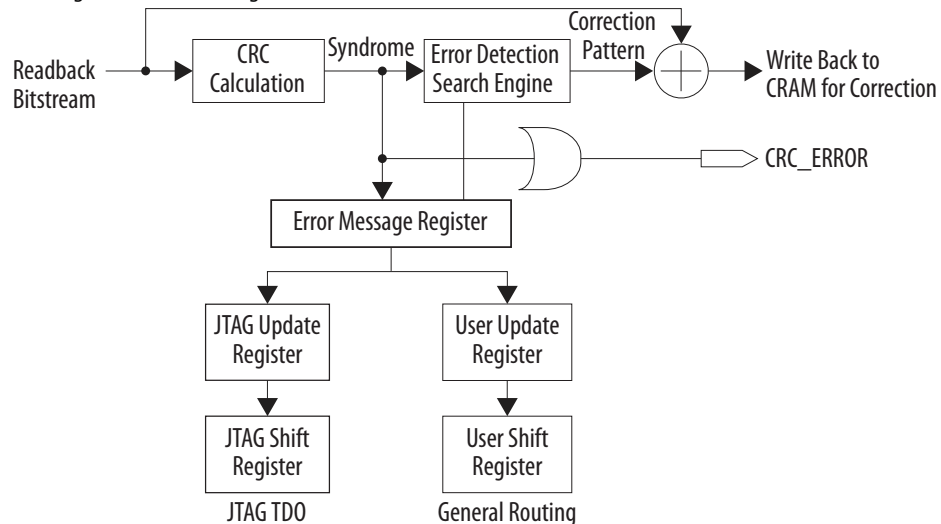 Correction
Pattern
Syndrome
Readback
Bitstream
CRC
Calculation
Error Detection
Search Engine
Write Back to
CRAM for Correction
CRC_ERROR
Error Message Register
JTAG Update
Register
User Update
Register
JTAG Shift
Register
User Shift
Register
JTAG TDO
General Routing